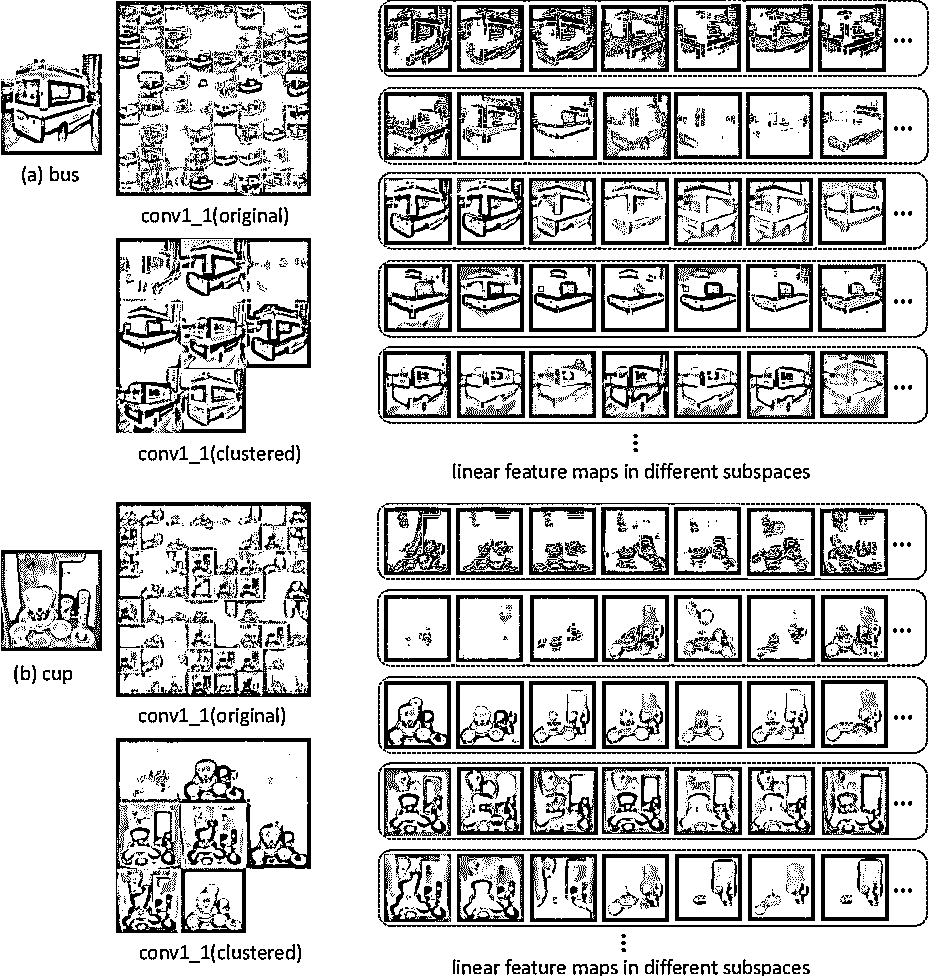 (a) bus
conv1_1(original)
conv1_1(clustered)
linear feature maps in different subspaces
(b) cup
conv1_1(original)
conv1_1(clustered)
linear feature maps in different subspaces